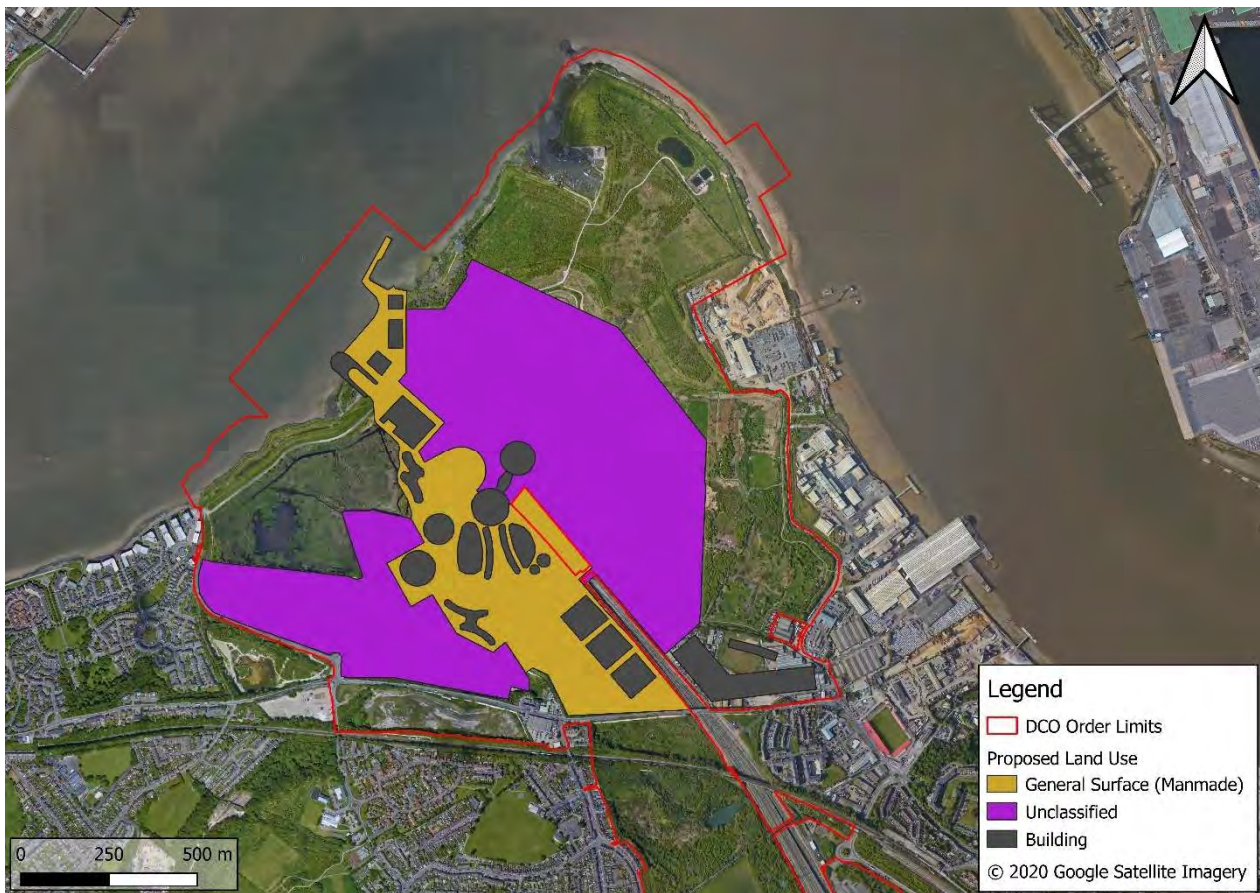 Legend
DCO Order Limits
Proposed Land Use
General Surface (Manmade)
Unclassified
Building
© 2020 Google Satellite Imagery
0 250 500 m